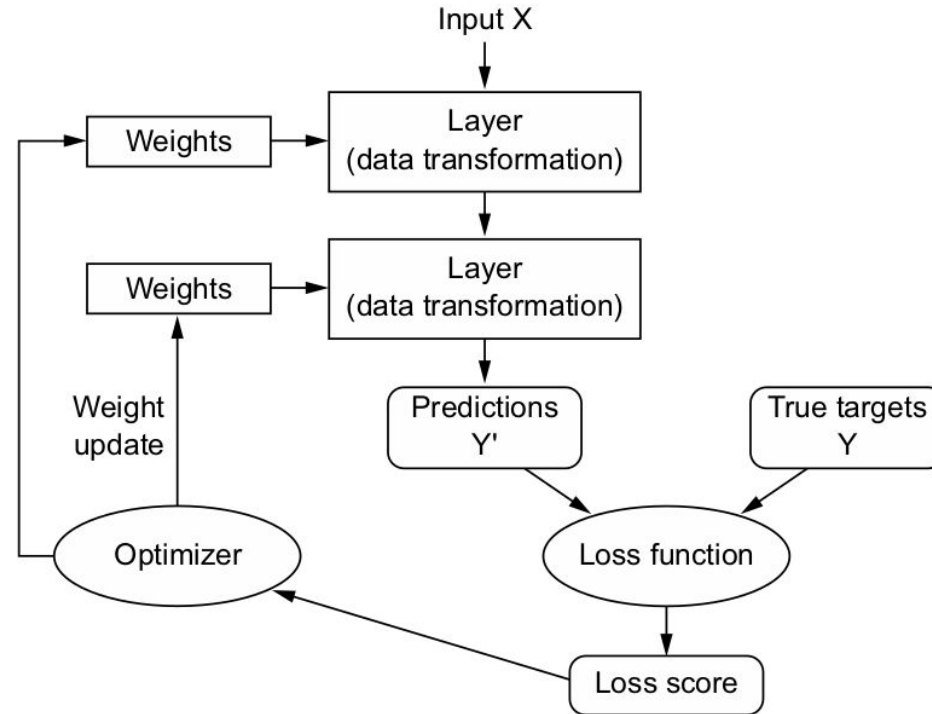 Input X
Weights
Layer
(data transformation)
Weights
Layer
(data transformation)
Weight
update
Predictions
Y'
True targets
Y
Optimizer
Loss function
Loss score